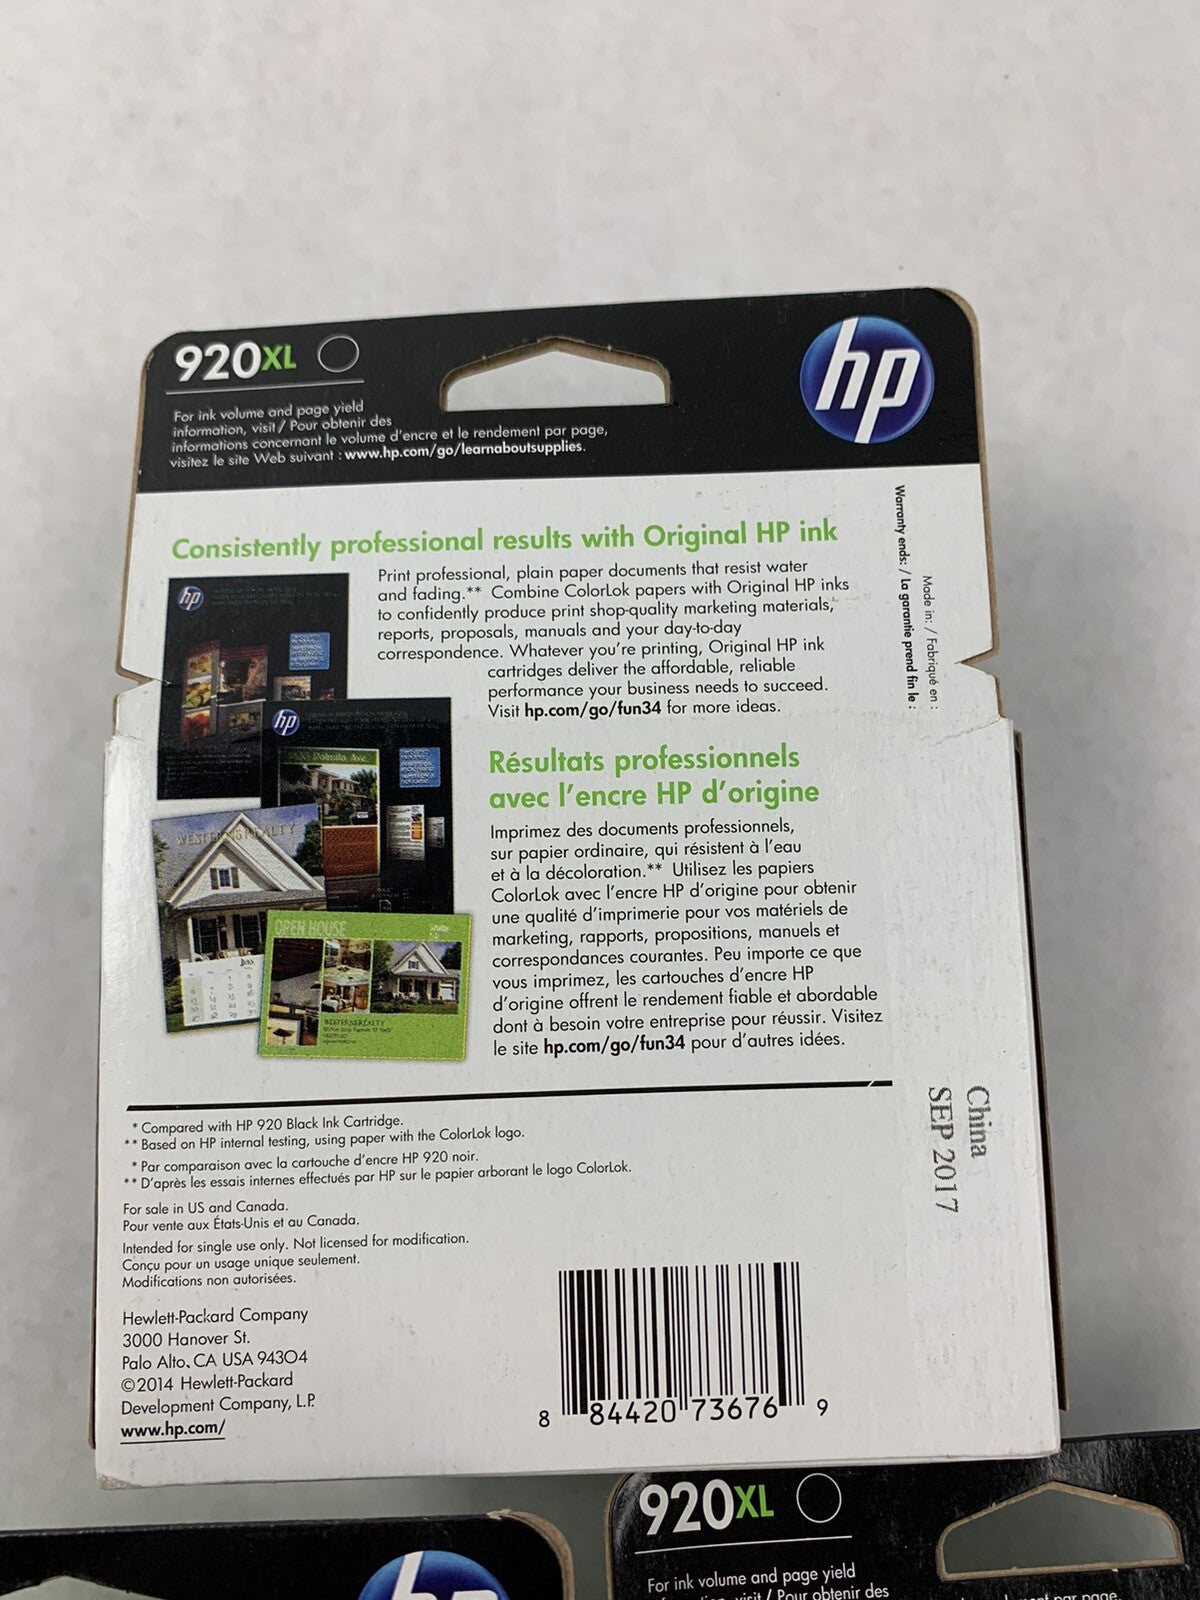 920XL
hp
For ink volume and page yield
information, visit / Pour obtenir des
informations concernant le volume d'encre et le rendement par page,
visitez le site Web suivant : www.hp.com/go/learnaboutsupplies.
Warranty ends: / La garantie prend fin le :
Made in: / Fabriqué en :
Consistently professional results with Original HP ink
Print professional, plain paper documents that resist water
and fading.** Combine ColorLok papers with Original HP inks
to confidently produce print shop-quality marketing materials,
reports, proposals, manuals and your day-to-day
correspondence. Whatever you're printing, Original HP ink
cartridges deliver the affordable, reliable
performance your business needs to succeed.
Visit hp.com/go/fun34 for more ideas.
hp
hp
WESTERNSREALTY
OPEN HOUSE
WESTERNSREALTY
Résultats professionnels
avec l'encre HP d'origine
Imprimez des documents professionnels,
sur papier ordinaire, qui résistent à l'eau
et à la décoloration.** Utilisez les papiers
ColorLok avec l'encre HP d'origine pour obtenir
une qualité d'imprimerie pour vos matériels de
marketing, rapports, propositions, manuels et
correspondances courantes. Peu importe ce que
vous imprimez, les cartouches d'encre HP
d'origine offrent le rendement fiable et abordable
dont à besoin votre entreprise pour réussir. Visitez
le site hp.com/go/fun34 pour d'autres idées.
China
SEP 2017
* Compared with HP 920 Black Ink Cartridge.
** Based on HP internal testing, using paper with the ColorLok logo.
* Par comparaison avec la cartouche d'encre HP 920 noir.
** D'après les essais internes effectués par HP sur le papier arborant le logo ColorLok.
For sale in US and Canada.
Pour vente aux États-Unis et au Canada.
Intended for single use only. Not licensed for modification.
Conçu pour un usage unique seulement.
Modifications non autorisées.
Hewlett-Packard Company
3000 Hanover St.
Palo Alto, CA USA 94304
©2014 Hewlett-Packard
Development Company, L.P.
www.hp.com/
8 84420 73676 9
920XL
hp
For ink volume and page yield
visit / Pour obtenir des
par page,